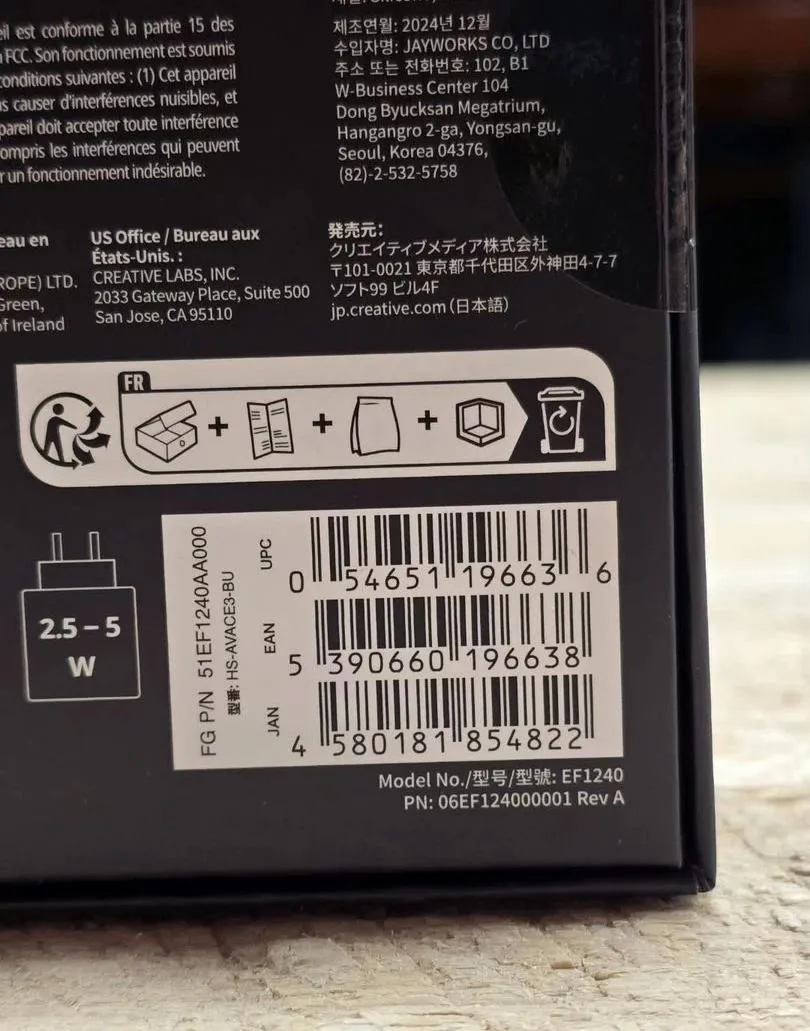 eil est conforme à la partie 15 des
FCC. Son fonctionnement est soumis
conditions suivantes : (1) Cet appareil
causer d'interférences nuisibles, et
pareil doit accepter toute interférence
ompris les interférences qui peuvent
r un fonctionnement indésirable.
제조연월: 2024년 12월
수입자명: JAYWORKS CO, LTD
주소 또는 전화번호: 102, B1
W-Business Center 104
Dong Byucksan Megatrium,
Hangangro 2-ga, Yongsan-gu,
Seoul, Korea 04376,
(82)-2-532-5758
eau en
ROPE) LTD.
Green,
of Ireland
US Office / Bureau aux
États-Unis. :
CREATIVE LABS, INC.
2033 Gateway Place, Suite 500
San Jose, CA 95110
発売元:
クリエイティブメディア株式会社
〒101-0021 東京都千代田区外神田4-7-7
ソフト99 ビル4F
jp.creative.com（日本語）
FR
2.5 – 5
W
FG P/N 51EF1240AA000
型番: HS-AVACE3-BU
UPC
0 54651 19663 6
EAN
5 390660 196638
JAN
4 580181 854822
Model No./型号/型號: EF1240
PN: 06EF124000001 Rev A